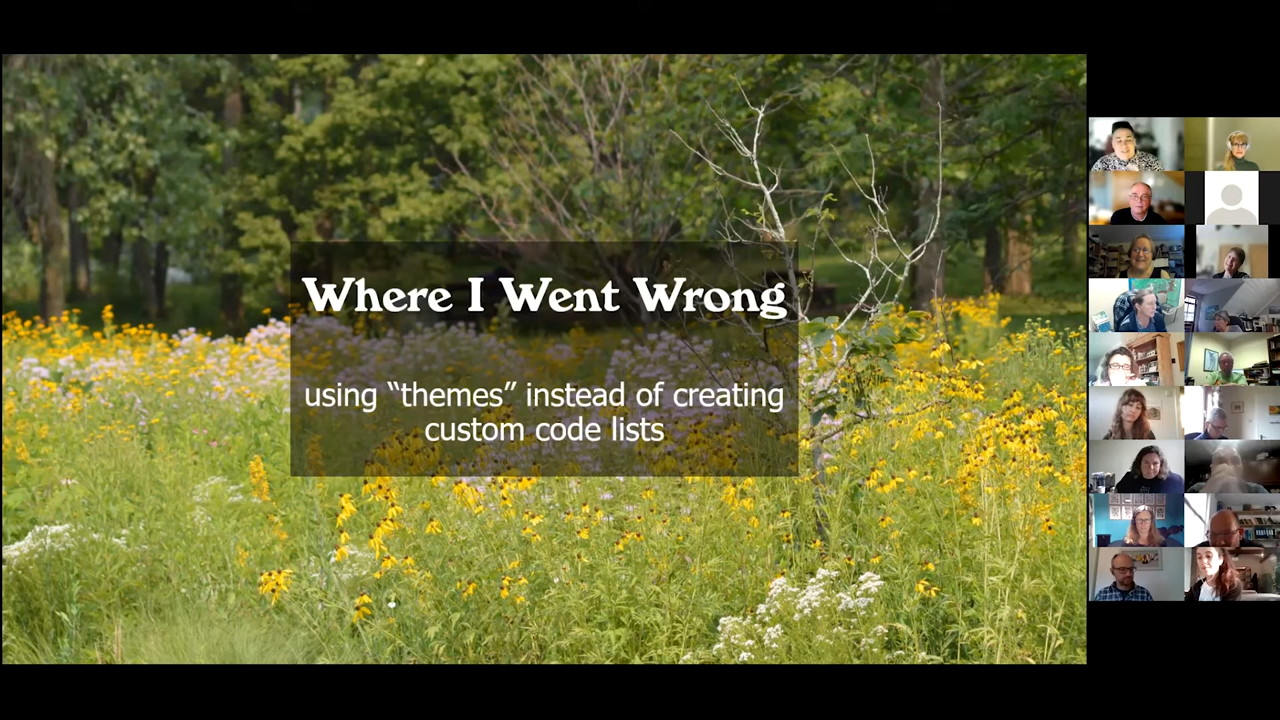 Where I Went Wrong
using “themes” instead of creating
custom code lists